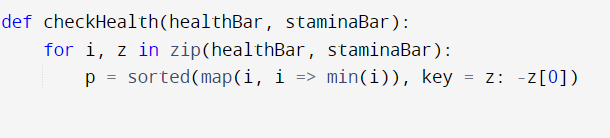 def checkHealth(healthBar, staminaBar):
    for i, z in zip(healthBar, staminaBar):
        p = sorted(map(i, i => min(i)), key = z: -z[0])